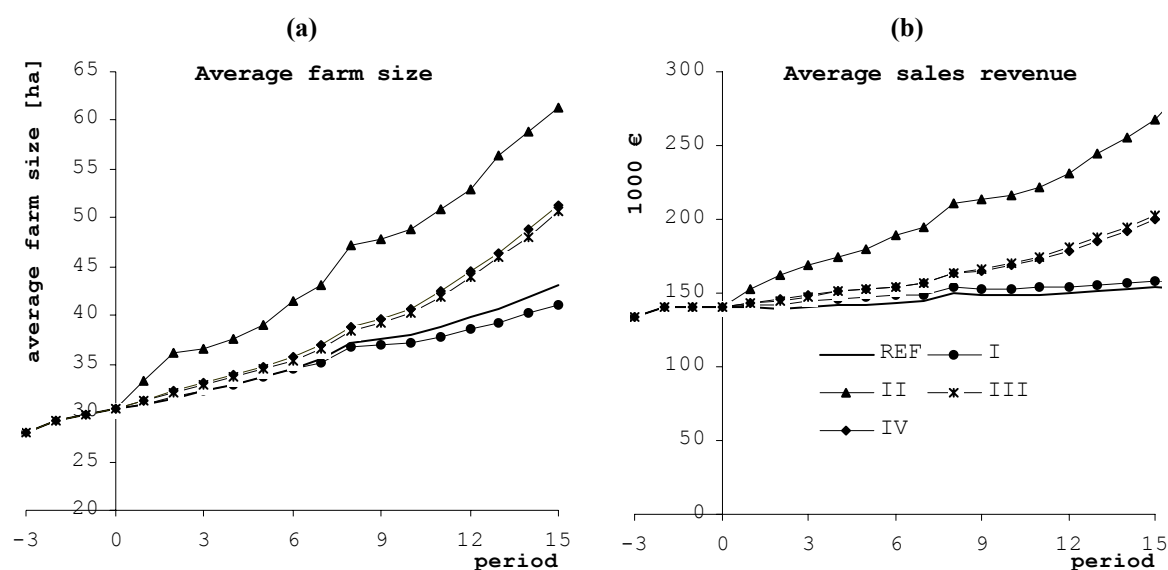 (a)
Average farm size
average farm size [ha]
65
60
55
50
45
40
35
30
25
20
-3 0 3 6 9 12 15
period
(b)
Average sales revenue
1000 €
300
250
200
150
100
50
0
REF I
II III
IV
-3 0 3 6 9 12 15
period